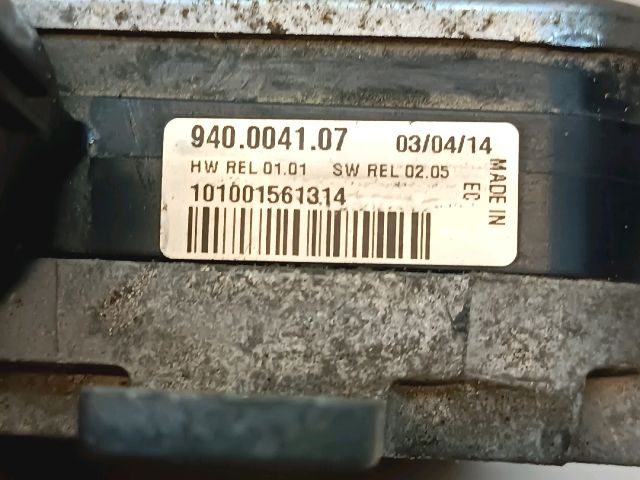 940.0041.07 03/04/14
HW REL 01.01 SW REL 02.05
101001561314
MADE IN
EC